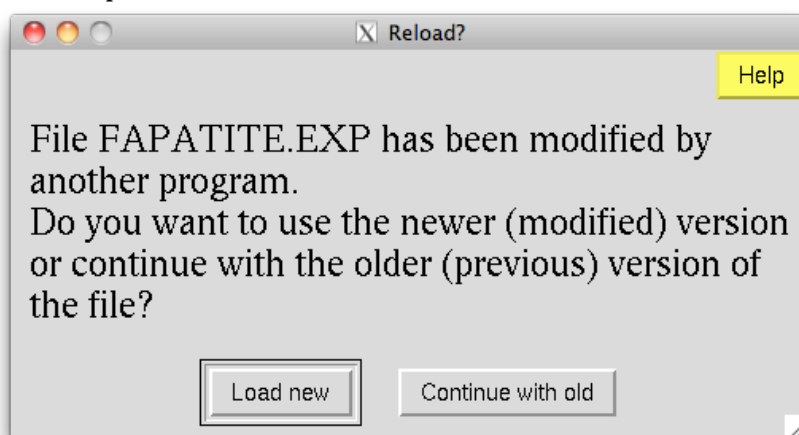 Reload?
Help
File FAPATITE.EXP has been modified by
another program.
Do you want to use the newer (modified) version
or continue with the older (previous) version of
the file?
Load new
Continue with old